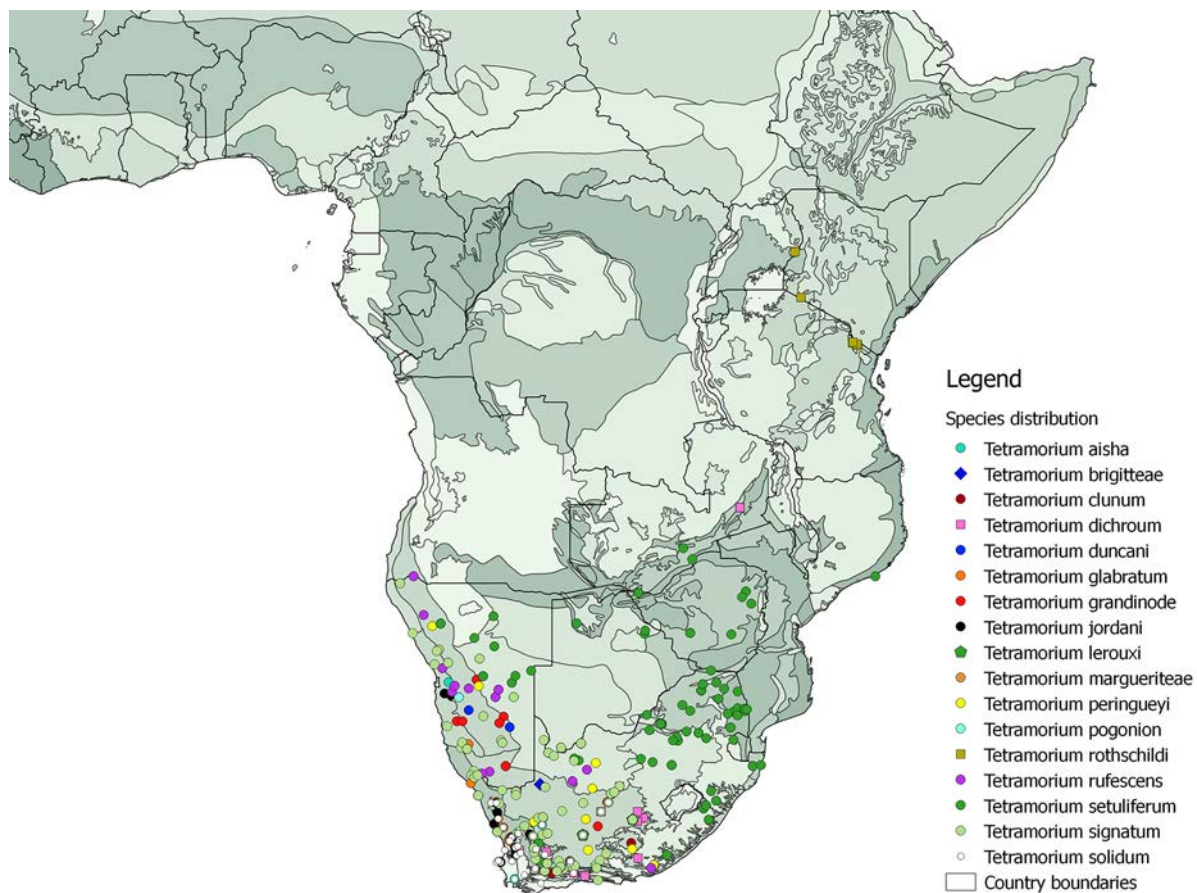 Legend
Species distribution
Tetramorium aisha
Tetramorium brigitteae
Tetramorium clunum
Tetramorium dichroum
Tetramorium duncani
Tetramorium glabratum
Tetramorium grandinode
Tetramorium jordani
Tetramorium lerouxi
Tetramorium margueriteae
Tetramorium peringueyi
Tetramorium pogonion
Tetramorium rothschildi
Tetramorium rufescens
Tetramorium setuliferum
Tetramorium signatum
Tetramorium solidum
Country boundaries